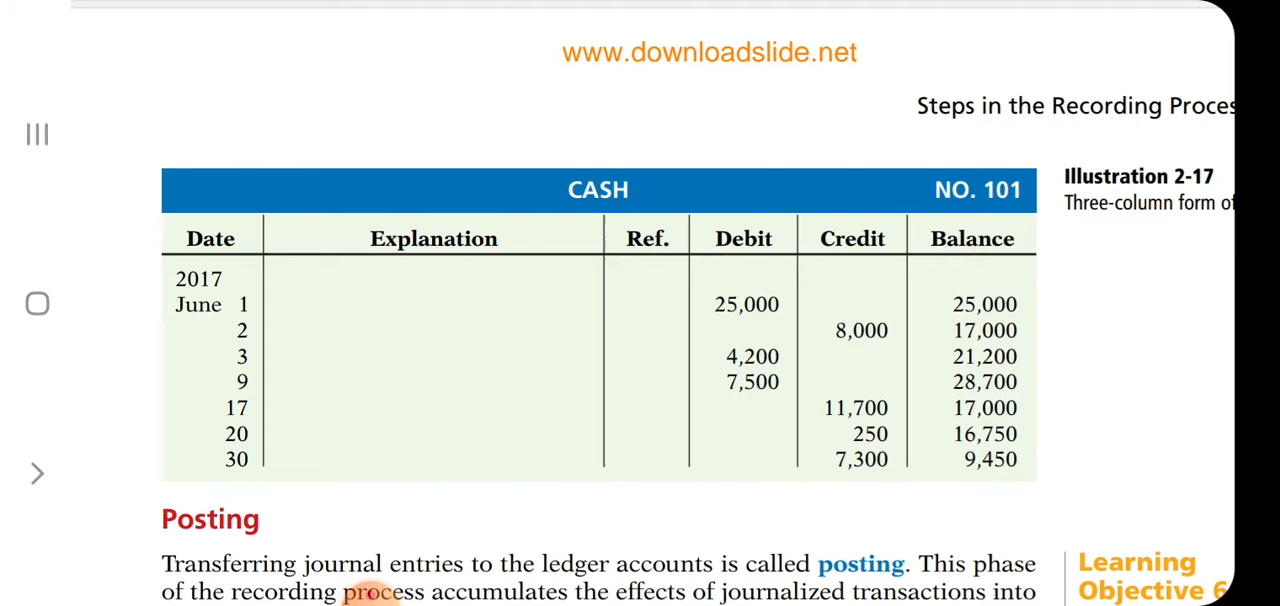 www.downloadslide.net
Steps in the Recording Proces
CASH NO. 101
Illustration 2-17
Three-column form of
Date Explanation Ref. Debit Credit Balance
2017
June 1 25,000 25,000
2 8,000 17,000
3 4,200 21,200
9 7,500 28,700
17 11,700 17,000
20 250 16,750
30 7,300 9,450
Posting
Transferring journal entries to the ledger accounts is called posting. This phase
of the recording process accumulates the effects of journalized transactions into
Learning
Objective 6